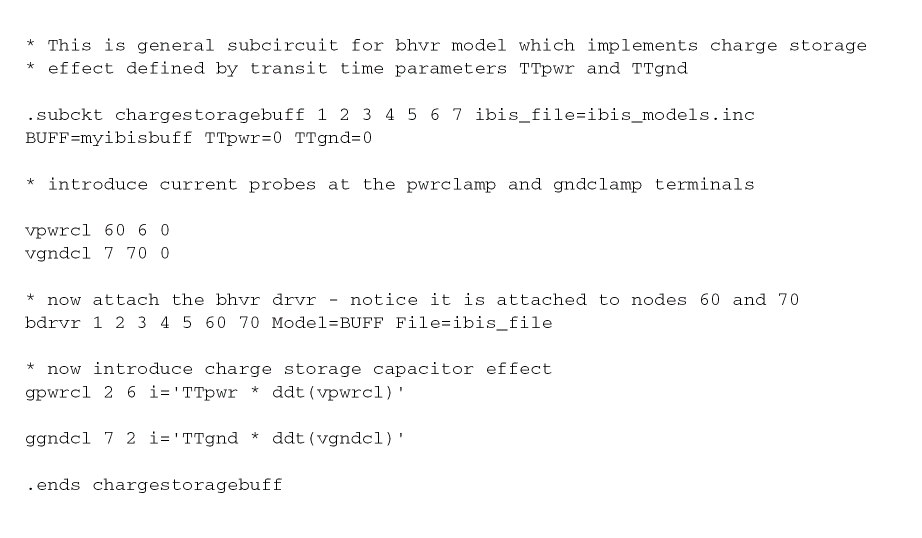 * This is general subcircuit for bhvr model which implements charge storage
* effect defined by transit time parameters TTpwr and TTgnd
.subckt chargestoragebuff 1 2 3 4 5 6 7 ibis_file=ibis_models.inc
BUFF=myibisbuff TTpwr=0 TTgnd=0
* introduce current probes at the pwrclamp and gndclamp terminals
vpwrcl 60 6 0
vgndcl 7 70 0
* now attach the bhvr drvr - notice it is attached to nodes 60 and 70
bdrvr 1 2 3 4 5 60 70 Model=BUFF File=ibis_file
* now introduce charge storage capacitor effect
gpwrcl 2 6 i='TTpwr * ddt(vpwrcl)'
ggndcl 7 2 i='TTgnd * ddt(vgndcl)'
.ends chargestoragebuff